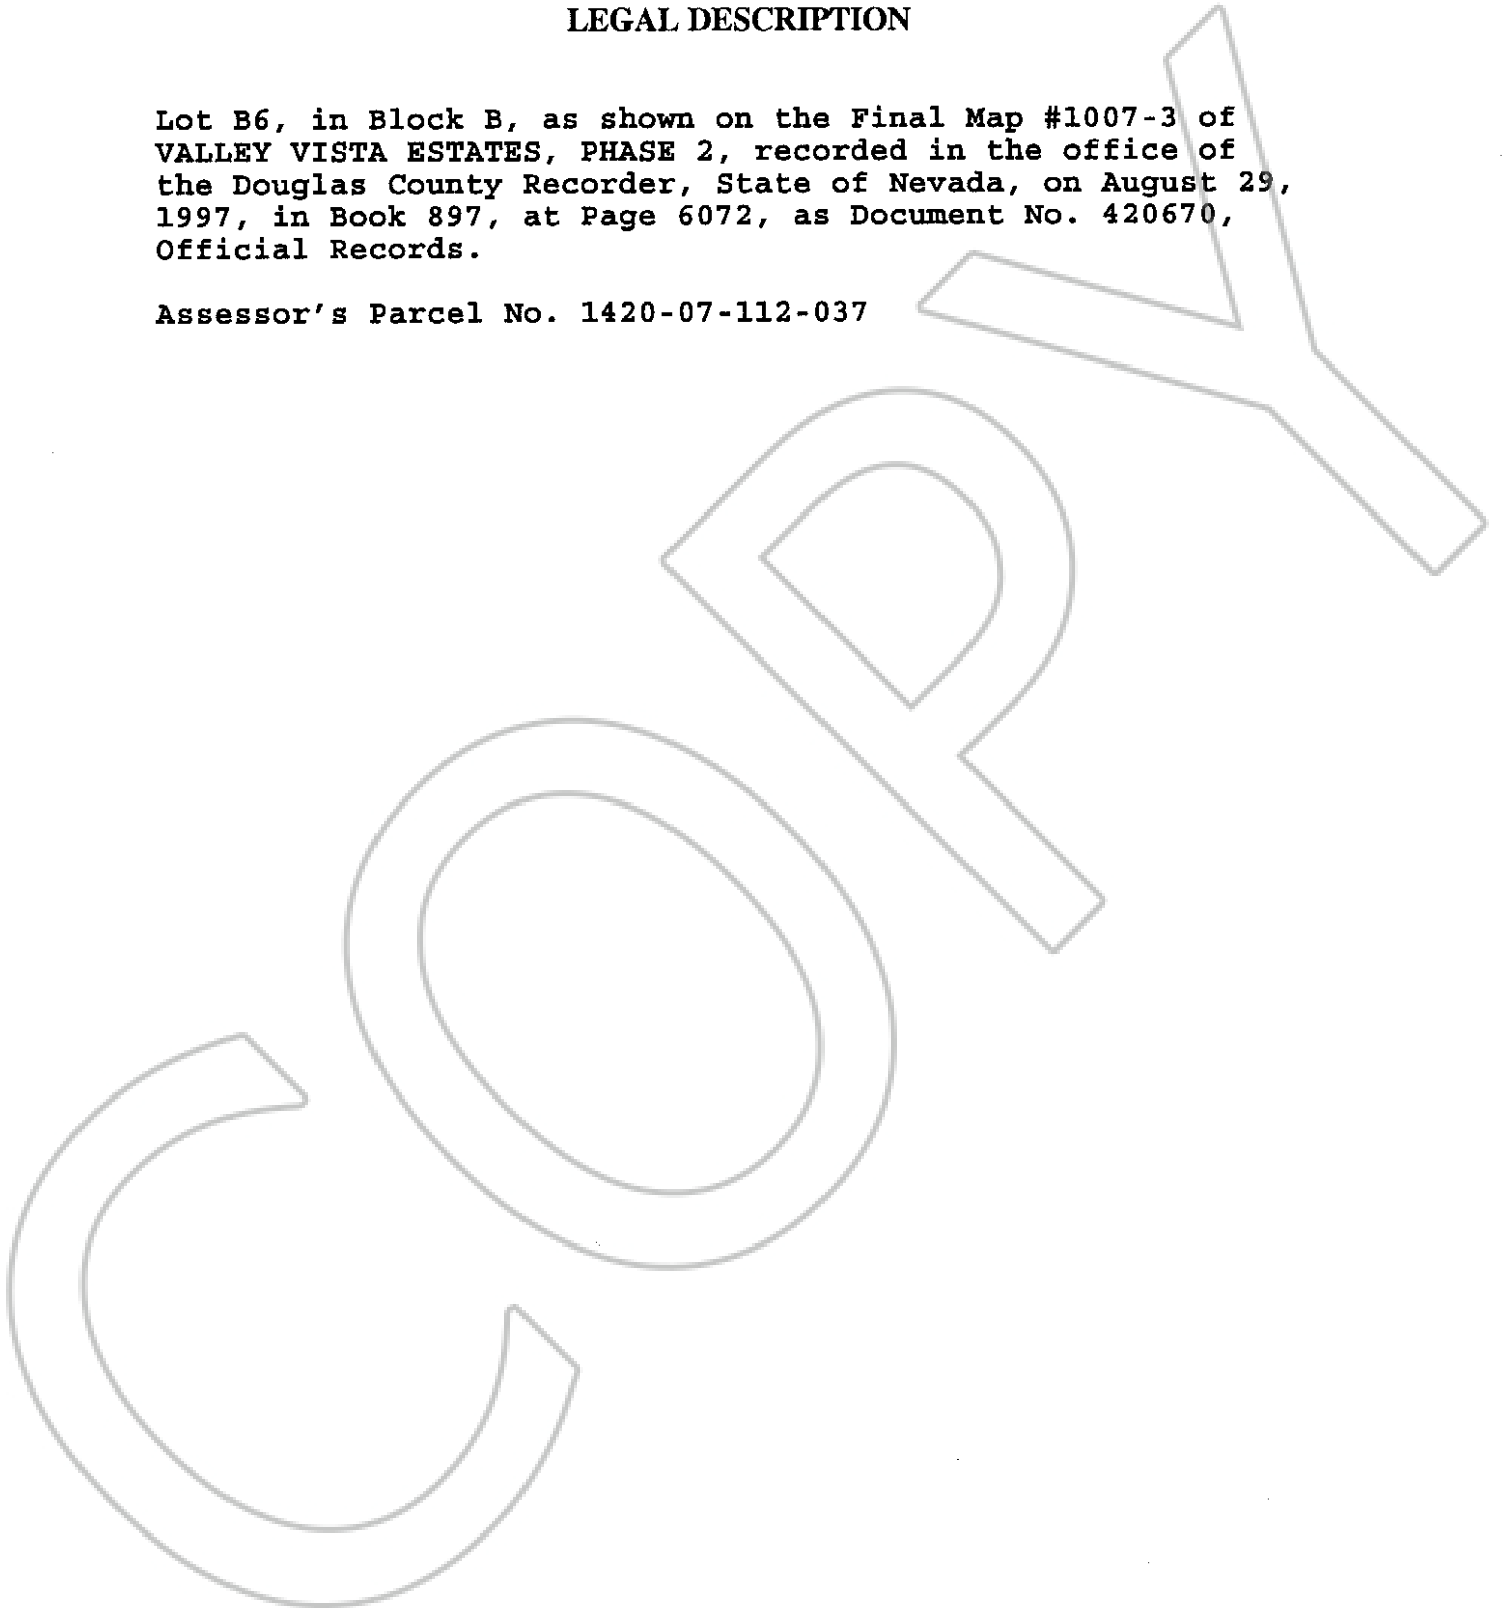 LEGAL DESCRIPTION
Lot B6, in Block B, as shown on the Final Map #1007-3 of
VALLEY VISTA ESTATES, PHASE 2, recorded in the office of
the Douglas County Recorder, State of Nevada, on August 29,
1997, in Book 897, at Page 6072, as Document No. 420670,
Official Records.
Assessor's Parcel No. 1420-07-112-037
COPY